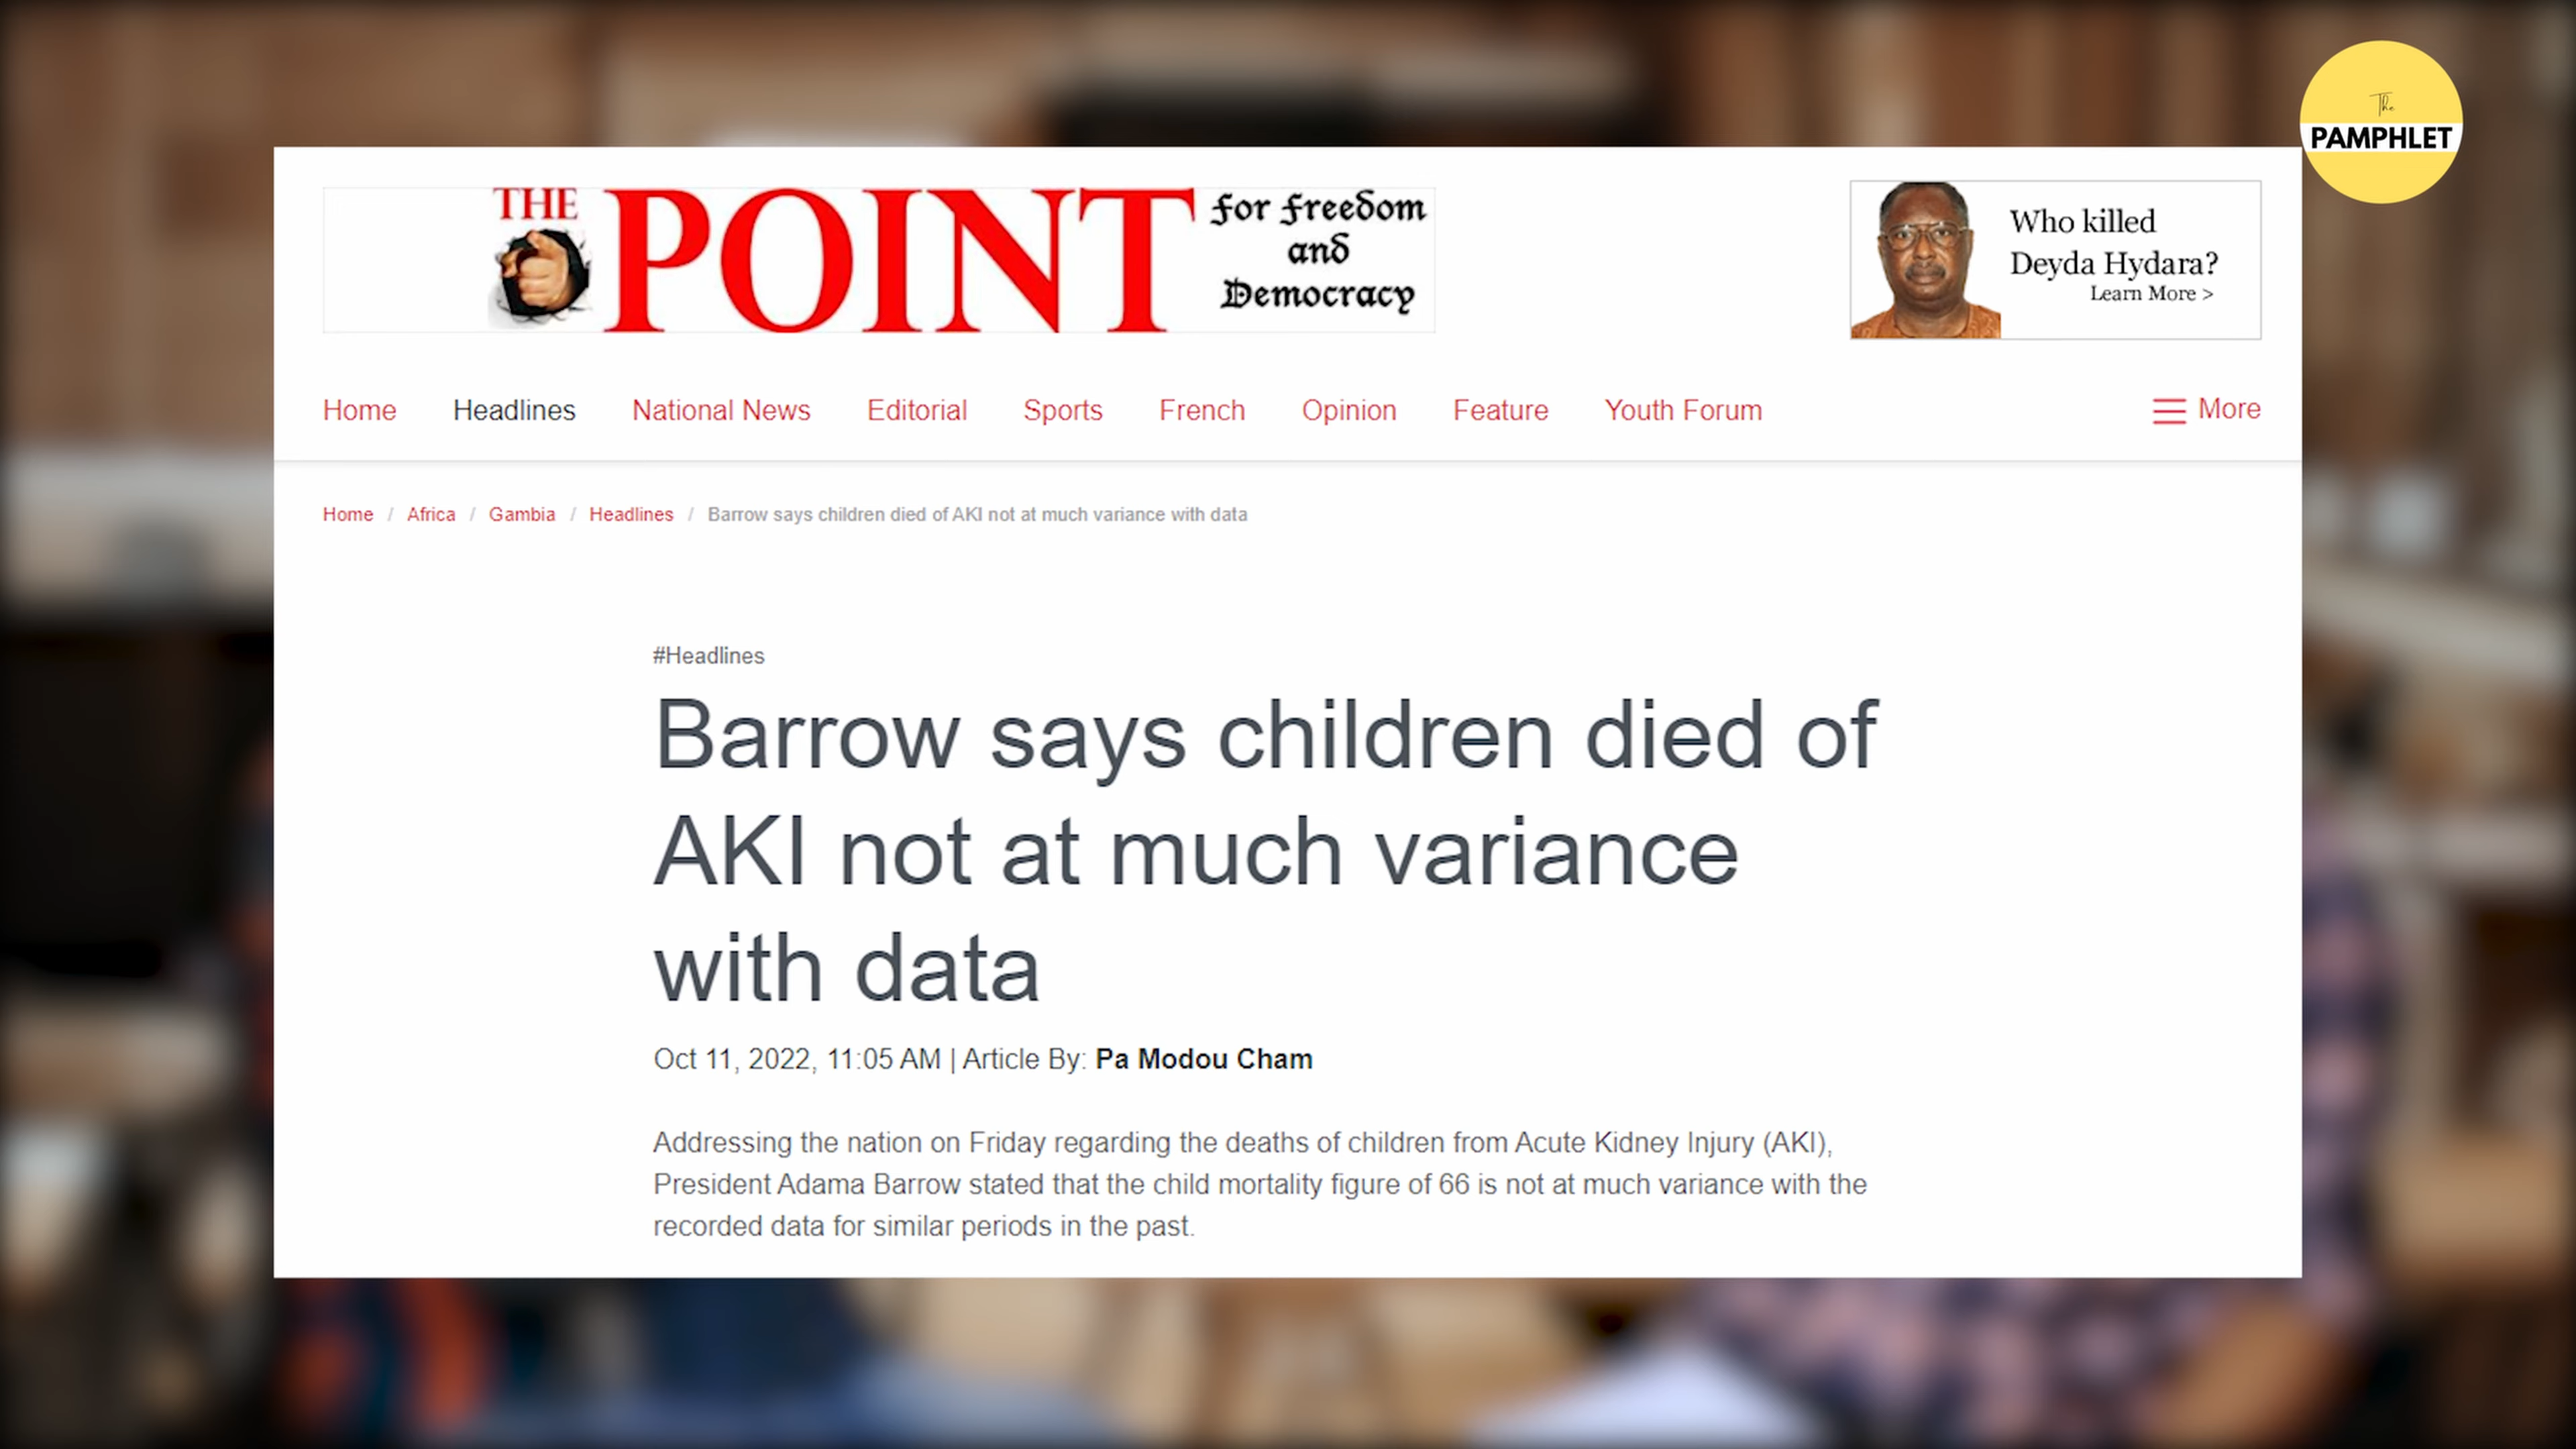 The
PAMPHLET
THE
POINT
For Freedom
and
Democracy
Who killed
Deyda Hydara?
Learn More >
Home Headlines National News Editorial Sports French Opinion Feature Youth Forum More
Home / Africa / Gambia / Headlines / Barrow says children died of AKI not at much variance with data
#Headlines
Barrow says children died of
AKI not at much variance
with data
Oct 11, 2022, 11:05 AM | Article By: Pa Modou Cham
Addressing the nation on Friday regarding the deaths of children from Acute Kidney Injury (AKI),
President Adama Barrow stated that the child mortality figure of 66 is not at much variance with the
recorded data for similar periods in the past.